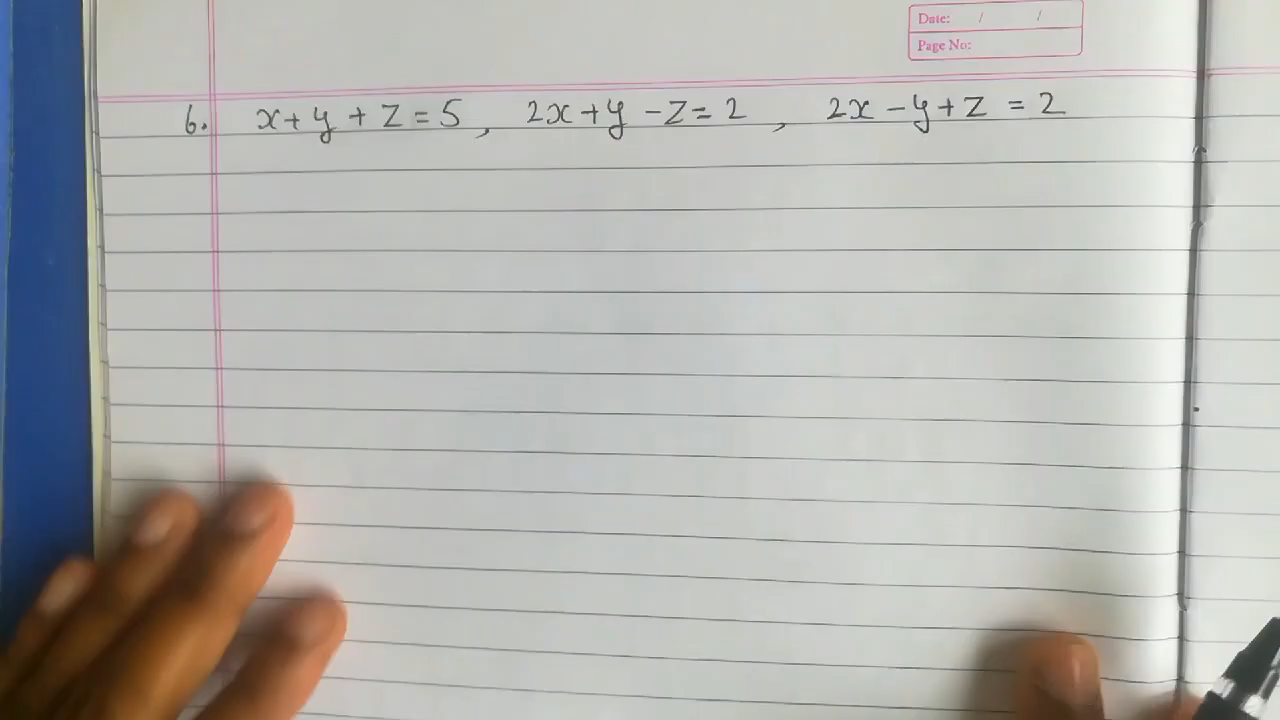 Date: / /
Page No:
6. x+y+z=5, 2x+y-z=2, 2x-y+z=2